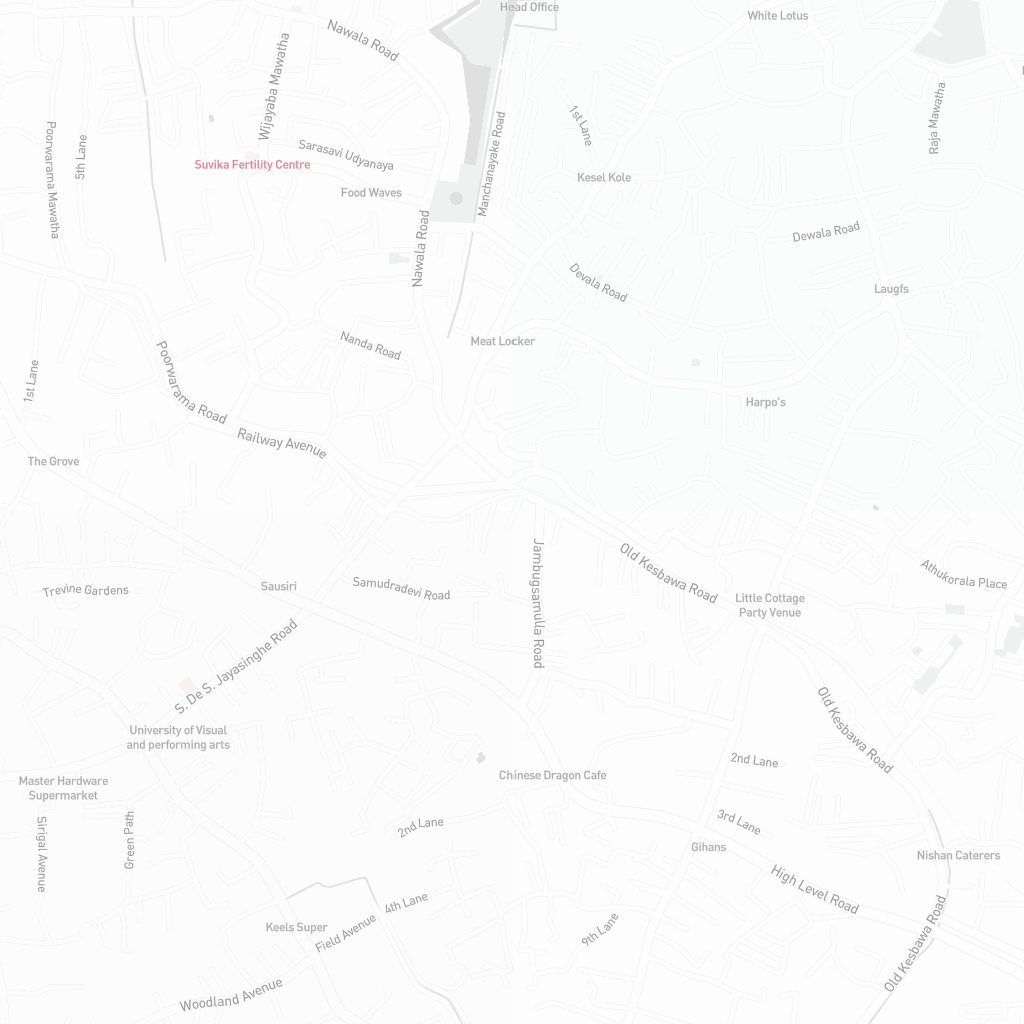 Head Office
White Lotus
Nawala Road
Wijayaba Mawatha
1st Lane
Raja Mawatha
Poorwarama Mawatha
5th Lane
Sarasavi Udyanaya
Manchanayake Road
Suvika Fertility Centre
Food Waves
Kesel Kole
Nawala Road
Dewala Road
Devala Road
Laugfs
Nanda Road
Meat Locker
1st Lane
Poorwarama Road
Harpo's
Railway Avenue
The Grove
Jambugsamulla Road
Old Kesbawa Road
Athukorala Place
Trevine Gardens
Sausiri
Samudradevi Road
Little Cottage
Party Venue
S. De S. Jayasinghe Road
Old Kesbawa Road
University of Visual
and performing arts
2nd Lane
Master Hardware
Supermarket
Chinese Dragon Cafe
Sirigal Avenue
Green Path
2nd Lane
3rd Lane
Gihans
Nishan Caterers
High Level Road
4th Lane
Keels Super
Field Avenue
9th Lane
Old Kesbawa Road
Woodland Avenue